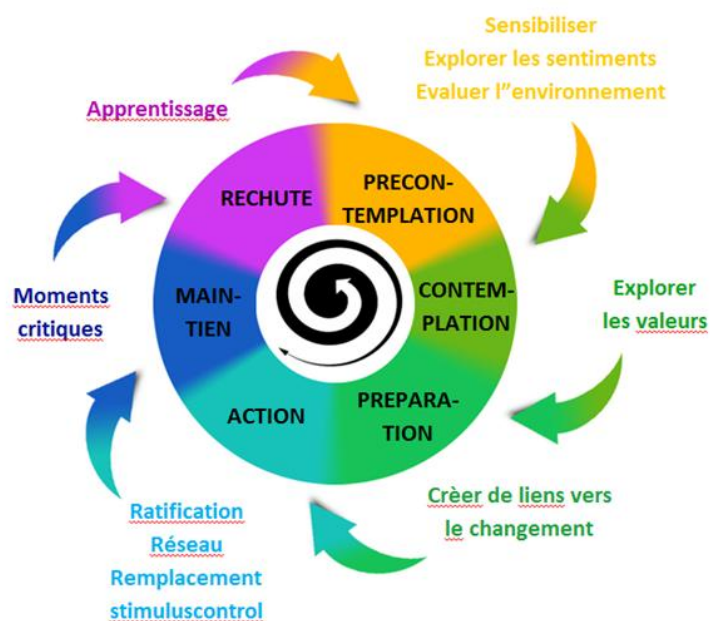 Sensibiliser
Explorer les sentiments
Evaluer l"environnement
Apprentissage
RECHUTE
PRECON-
TEMPLATION
Moments
critiques
MAIN-
TIEN
CONTEM-
PLATION
Explorer
les valeurs
ACTION
PREPARA-
TION
Ratification
Réseau
Remplacement
stimuluscontrol
Crèer de liens vers
le changement